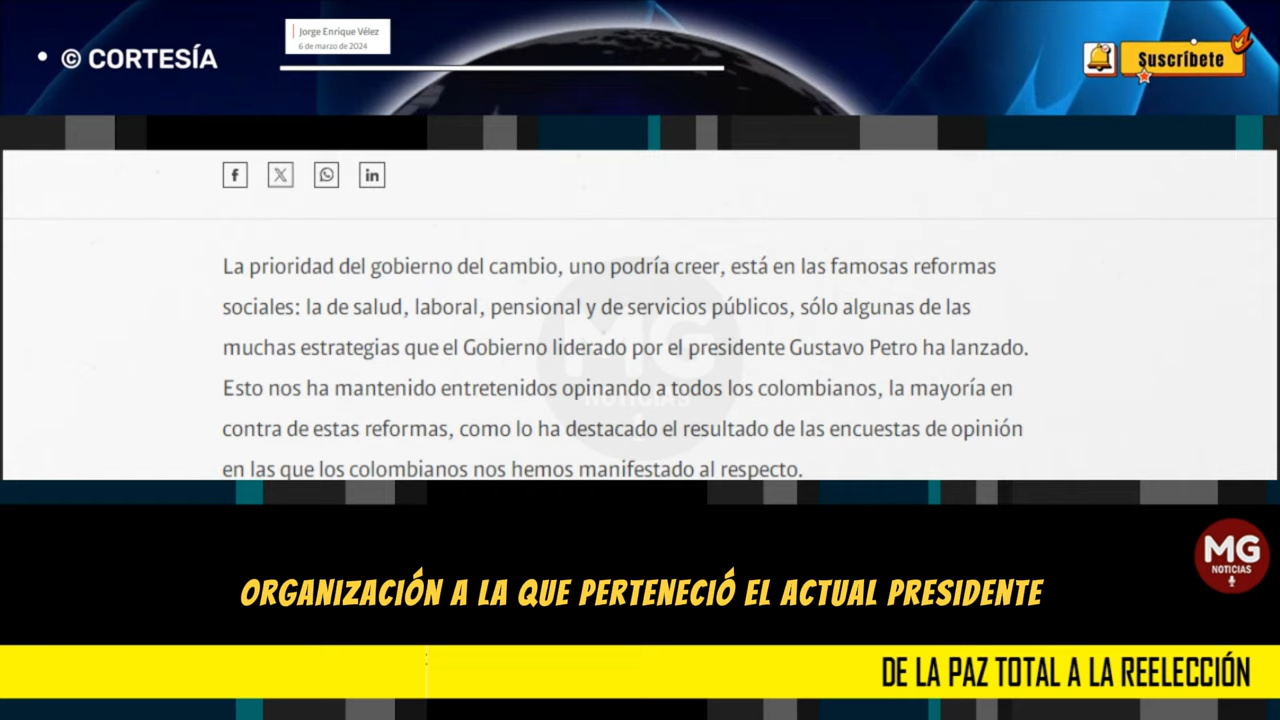 • © CORTESÍA
Jorge Enrique Vélez
6 de marzo de 2024
Suscríbete
La prioridad del gobierno del cambio, uno podría creer, está en las famosas reformas
sociales: la de salud, laboral, pensional y de servicios públicos, sólo algunas de las
muchas estrategias que el Gobierno liderado por el presidente Gustavo Petro ha lanzado.
Esto nos ha mantenido entretenidos opinando a todos los colombianos, la mayoría en
contra de estas reformas, como lo ha destacado el resultado de las encuestas de opinión
en las que los colombianos nos hemos manifestado al respecto.
MG
NOTICIAS
MG
NOTICIAS
ORGANIZACIÓN A LA QUE PERTENECIÓ EL ACTUAL PRESIDENTE
DE LA PAZ TOTAL A LA REELECCIÓN